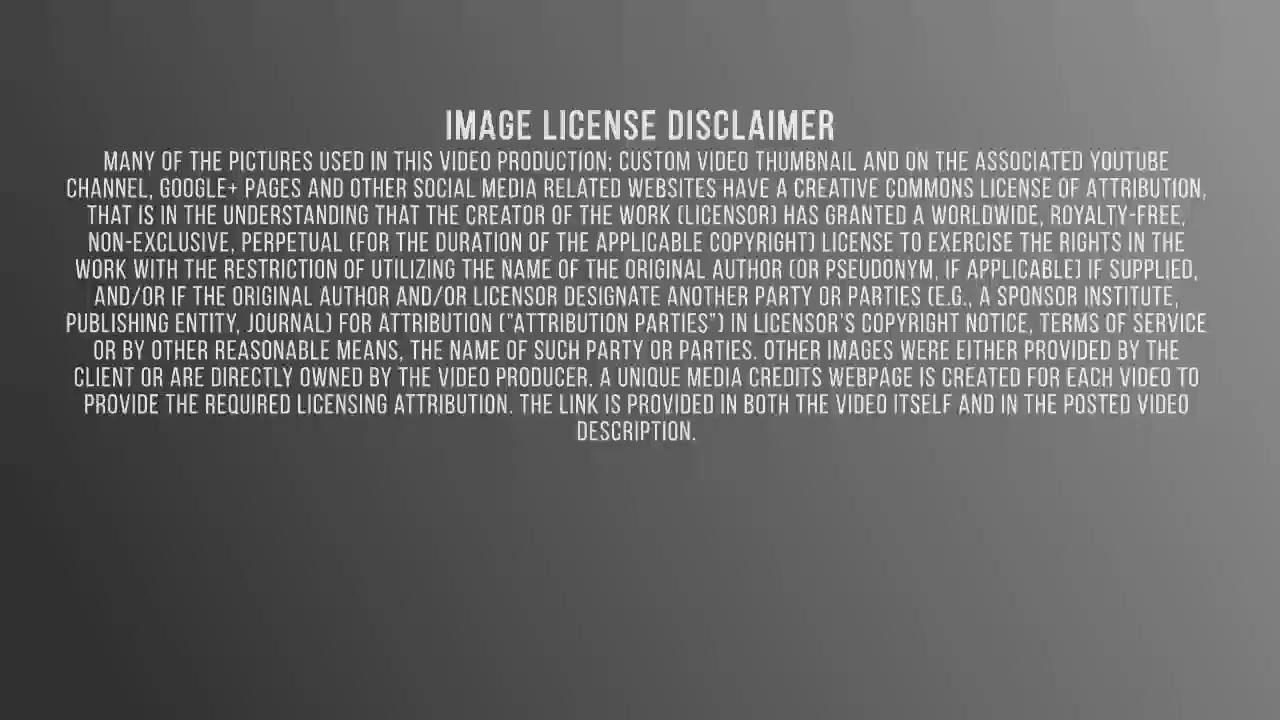 IMAGE LICENSE DISCLAIMER
MANY OF THE PICTURES USED IN THIS VIDEO PRODUCTION; CUSTOM VIDEO THUMBNAIL AND ON THE ASSOCIATED YOUTUBE
CHANNEL, GOOGLE+ PAGES AND OTHER SOCIAL MEDIA RELATED WEBSITES HAVE A CREATIVE COMMONS LICENSE OF ATTRIBUTION,
THAT IS IN THE UNDERSTANDING THAT THE CREATOR OF THE WORK (LICENSOR) HAS GRANTED A WORLDWIDE, ROYALTY-FREE,
NON-EXCLUSIVE, PERPETUAL (FOR THE DURATION OF THE APPLICABLE COPYRIGHT) LICENSE TO EXERCISE THE RIGHTS IN THE
WORK WITH THE RESTRICTION OF UTILIZING THE NAME OF THE ORIGINAL AUTHOR (OR PSEUDONYM, IF APPLICABLE) IF SUPPLIED,
AND/OR IF THE ORIGINAL AUTHOR AND/OR LICENSOR DESIGNATE ANOTHER PARTY OR PARTIES (E.G., A SPONSOR INSTITUTE,
PUBLISHING ENTITY, JOURNAL) FOR ATTRIBUTION ("ATTRIBUTION PARTIES") IN LICENSOR'S COPYRIGHT NOTICE, TERMS OF SERVICE
OR BY OTHER REASONABLE MEANS, THE NAME OF SUCH PARTY OR PARTIES. OTHER IMAGES WERE EITHER PROVIDED BY THE
CLIENT OR ARE DIRECTLY OWNED BY THE VIDEO PRODUCER. A UNIQUE MEDIA CREDITS WEBPAGE IS CREATED FOR EACH VIDEO TO
PROVIDE THE REQUIRED LICENSING ATTRIBUTION. THE LINK IS PROVIDED IN BOTH THE VIDEO ITSELF AND IN THE POSTED VIDEO
DESCRIPTION.